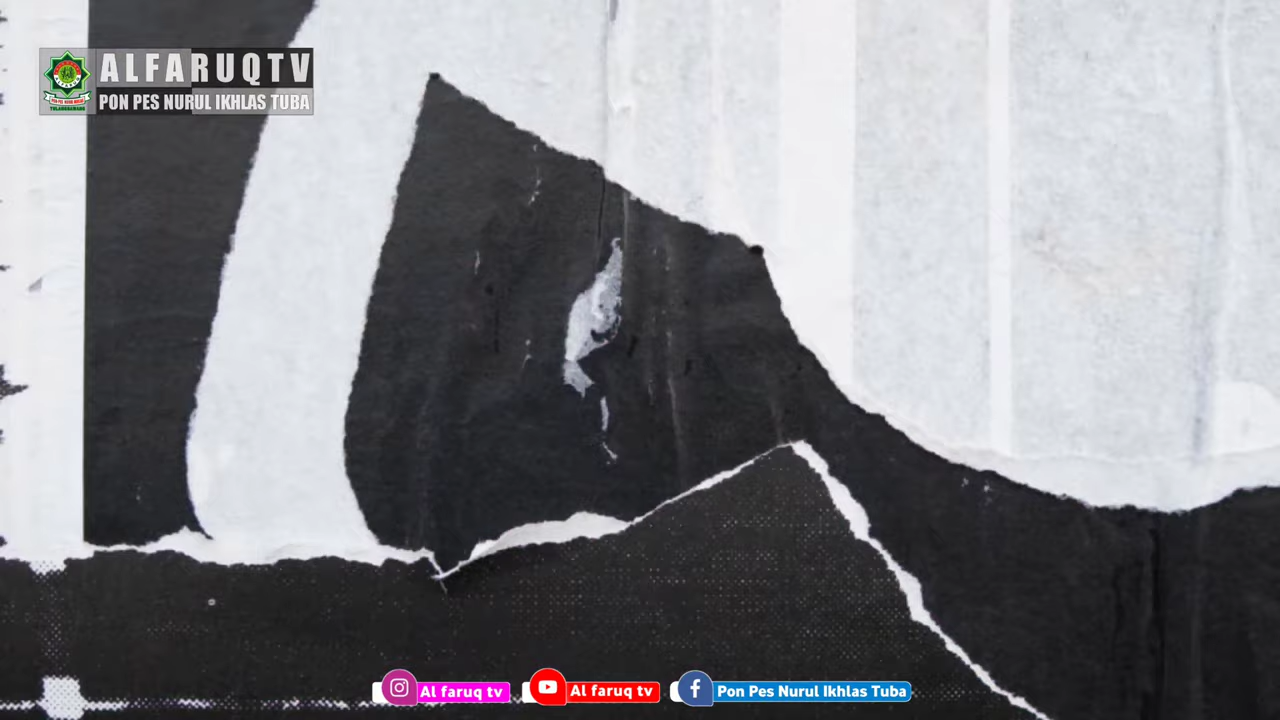 ALFARUQTV
PON PES NURUL IKHLAS TUBA
Al faruq tv
Al faruq tv
Pon Pes Nurul Ikhlas Tuba